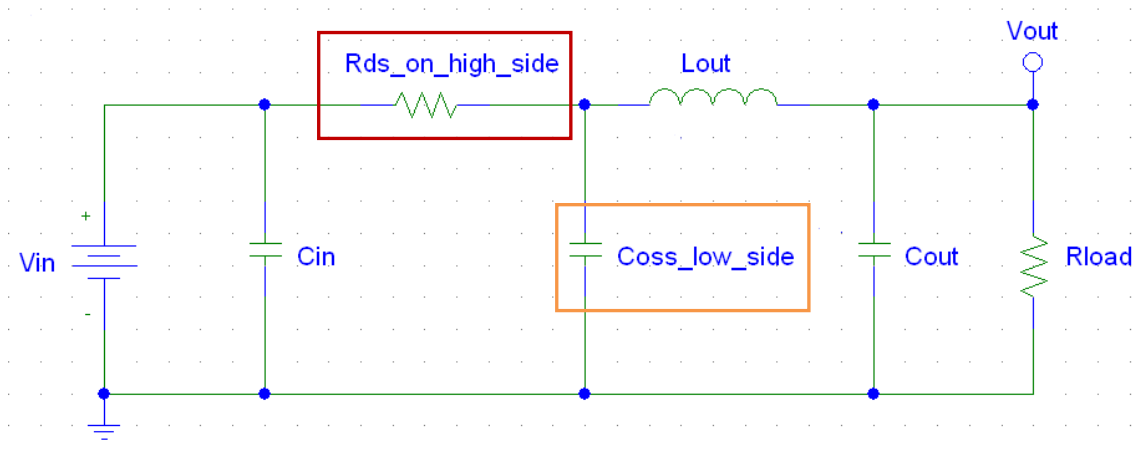 Vout
Rds_on_high_side
Lout
+
Vin
-
Cin
Coss_low_side
Cout
Rload